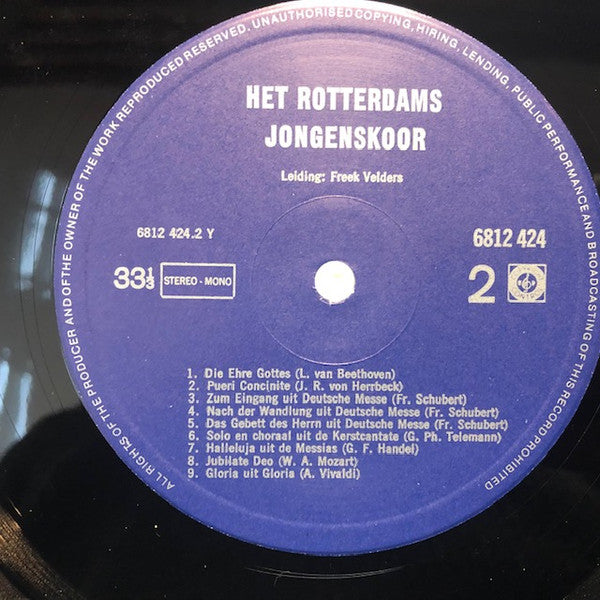 ALL RIGHTS OF THE PRODUCER AND OF THE OWNER OF THE WORK REPRODUCED RESERVED. UNAUTHORISED COPYING, HIRING, LENDING, PUBLIC PERFORMANCE AND BROADCASTING OF THIS RECORD PROHIBITED
HET ROTTERDAMS
JONGENSKOOR
Leiding: Freek Velders
6812 424.2 Y
6812 424
33⅓ STEREO - MONO
2
1. Die Ehre Gottes (L. van Beethoven)
2. Pueri Concinite (J. R. von Herrbeck)
3. Zum Eingang uit Deutsche Messe (Fr. Schubert)
4. Nach der Wandlung uit Deutsche Messe (Fr. Schubert)
5. Das Gebett des Herrn uit Deutsche Messe (Fr. Schubert)
6. Solo en choraal uit de Kerstcantate (G. Ph. Telemann)
7. Halleluja uit de Messias (G. F. Handel)
8. Jubilate Deo (W. A. Mozart)
9. Gloria uit Gloria (A. Vivaldi)